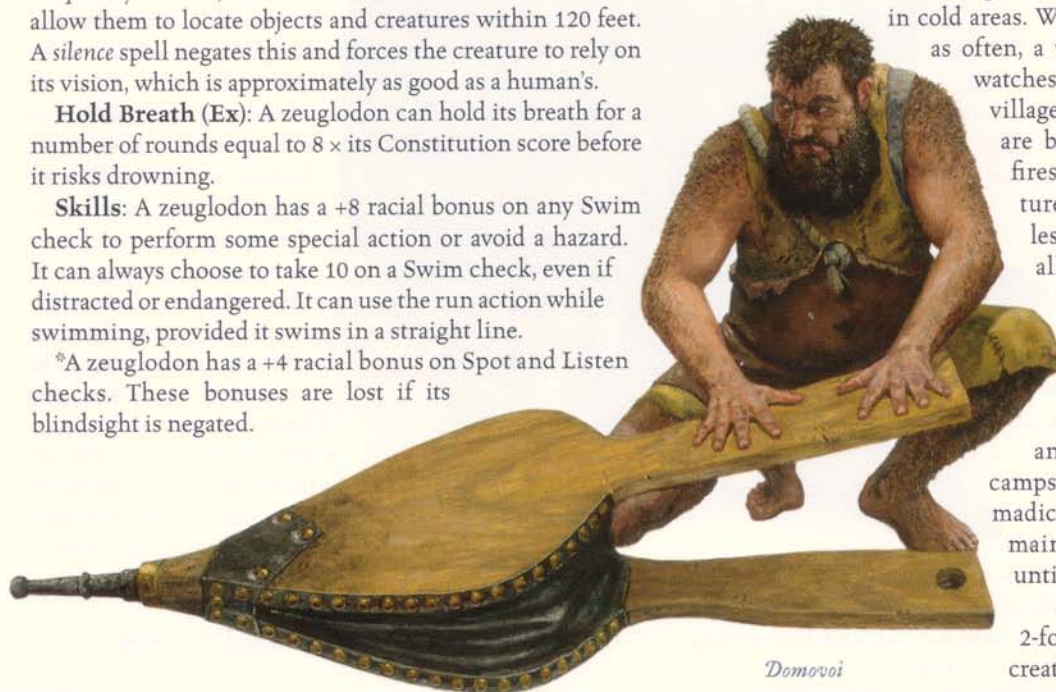 allow them to locate objects and creatures within 120 feet.
A silence spell negates this and forces the creature to rely on
its vision, which is approximately as good as a human's.
Hold Breath (Ex): A zeuglodon can hold its breath for a
number of rounds equal to 8 × its Constitution score before
it risks drowning.
Skills: A zeuglodon has a +8 racial bonus on any Swim
check to perform some special action or avoid a hazard.
It can always choose to take 10 on a Swim check, even if
distracted or endangered. It can use the run action while
swimming, provided it swims in a straight line.
*A zeuglodon has a +4 racial bonus on Spot and Listen
checks. These bonuses are lost if its
blindsight is negated.
Domovoi
in cold areas. W
as often, a
watches
village
are b
fires
ture
les
all
an
camps
madic
main
unti
2-fo
creat